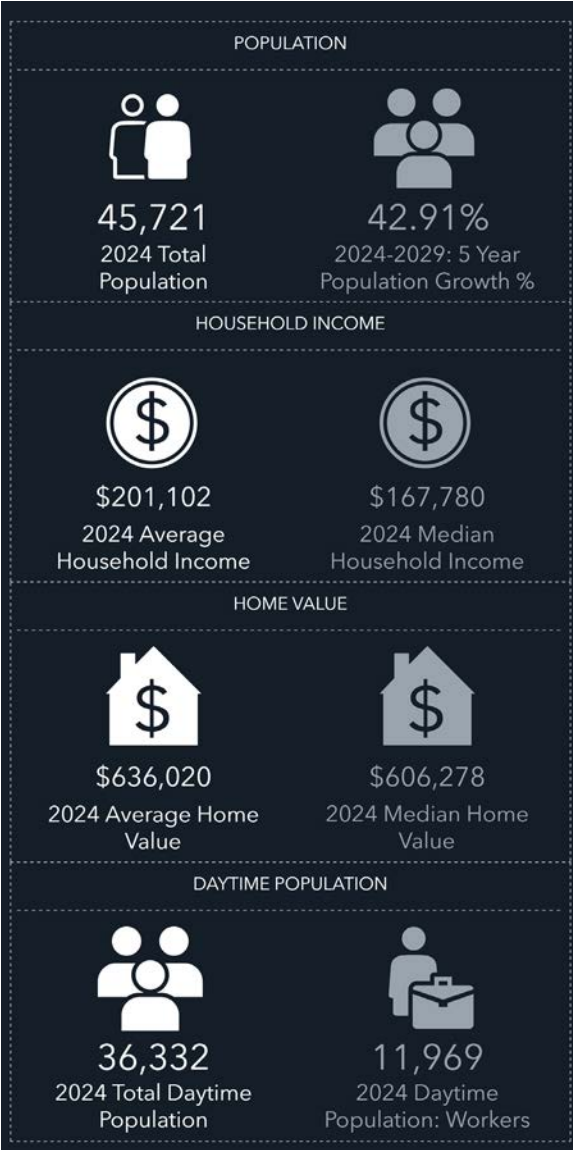 POPULATION
45,721
2024 Total
Population
42.91%
2024-2029: 5 Year
Population Growth %
HOUSEHOLD INCOME
$
$201,102
2024 Average
Household Income
$
$167,780
2024 Median
Household Income
HOME VALUE
$
$636,020
2024 Average Home
Value
$
$606,278
2024 Median Home
Value
DAYTIME POPULATION
36,332
2024 Total Daytime
Population
11,969
2024 Daytime
Population: Workers